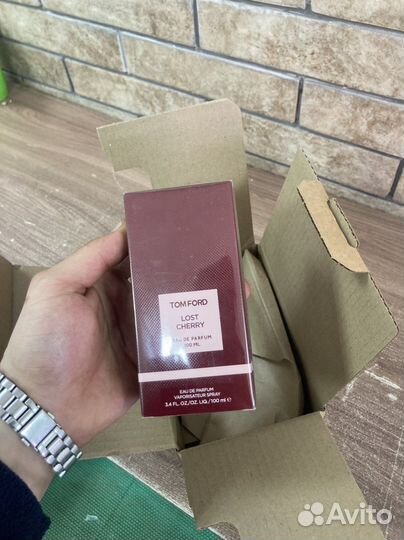 TOM FORD
LOST
CHERRY
EAU DE PARFUM
100 ML
EAU DE PARFUM
VAPORISATEUR SPRAY
3.4 FL.OZ./OZ. LIQ./100 ml ℮
Avito